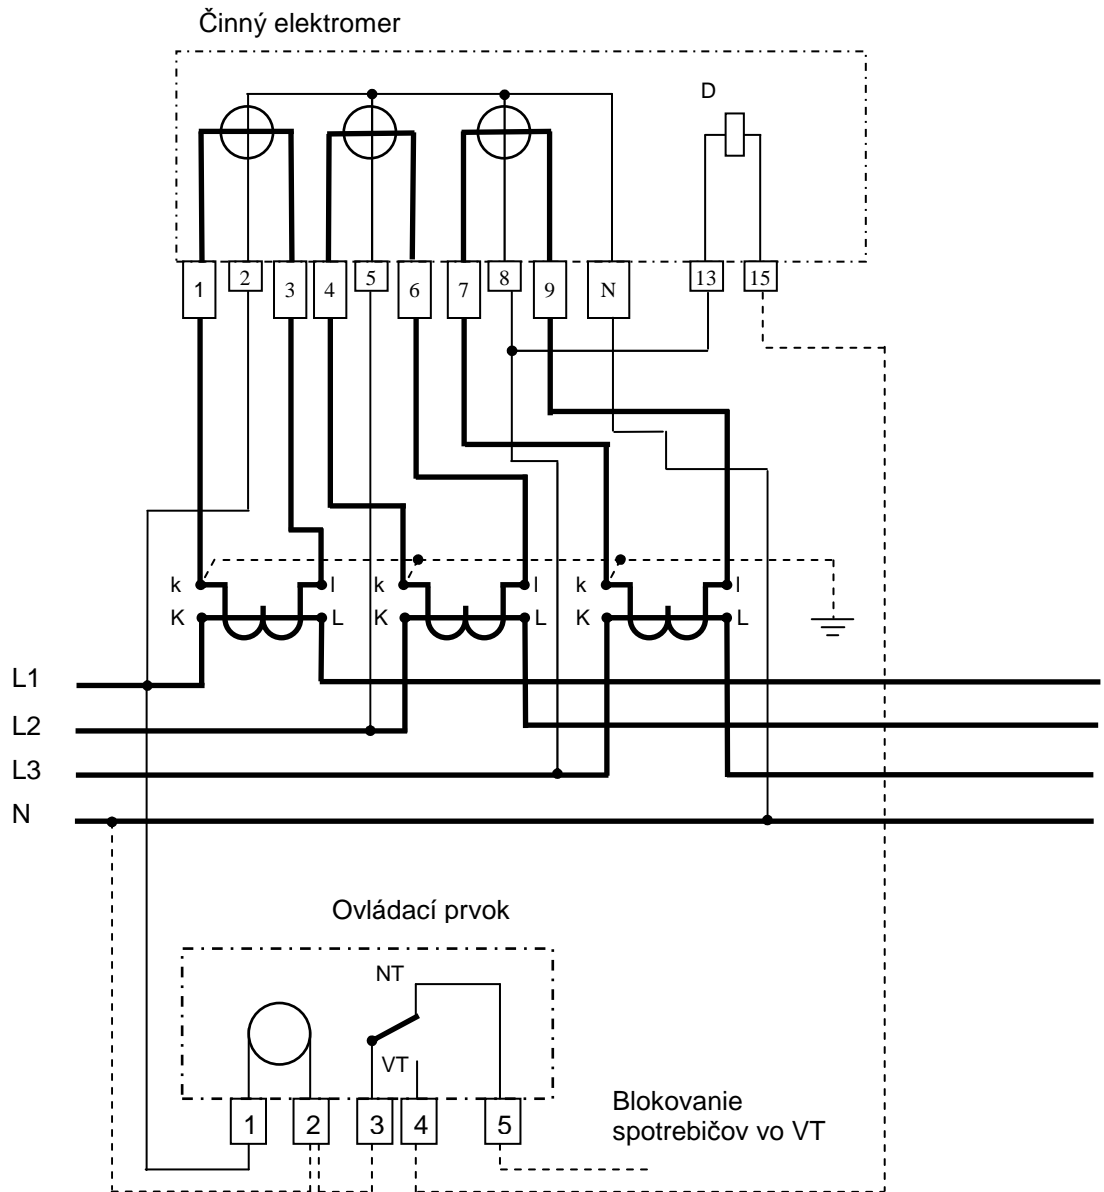 Činný elektromer
D
1 2 3 4 5 6 7 8 9 N 13 15
k l k l k l
K L K L K L
L1
L2
L3
N
Ovládací prvok
NT
VT
1 2 3 4 5
Blokovanie
spotrebičov vo VT